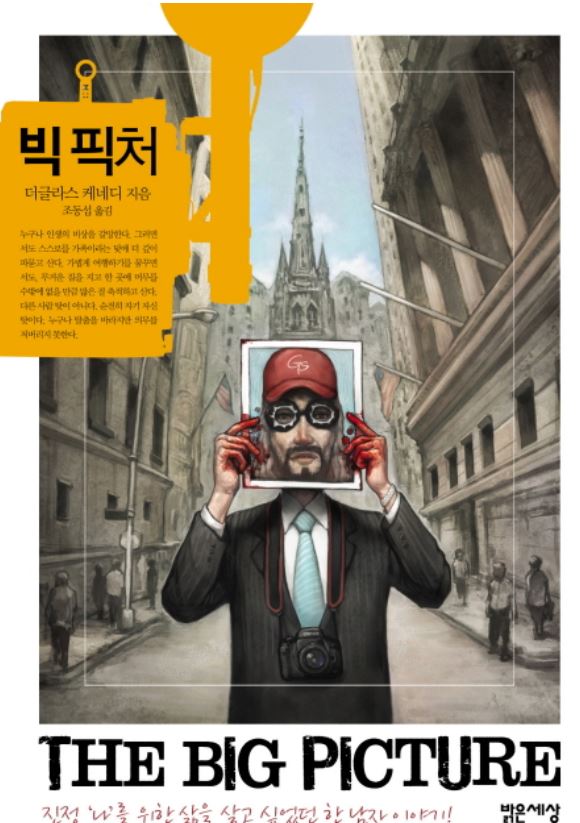 빅 픽처
더글라스 케네디 지음
조동섭 옮김
누구나 인생의 비상을 갈망한다. 그러면
서도 스스로를 가족이라는 덫에 더 깊이
파묻고 산다. 가볍게 여행하기를 꿈꾸면
서도, 무거운 짐을 지고 한 곳에 머무를
수밖에 없을 만큼 많은 걸 축적하고 산다.
다른 사람 탓이 아니다. 순전히 자기 자신
탓이다. 누구나 탈출을 바라지만 의무를
저버리지 못한다.
THE BIG PICTURE
진정 ‘나’를 위한 삶을 살고 싶었던 한 남자 이야기!
밝은세상